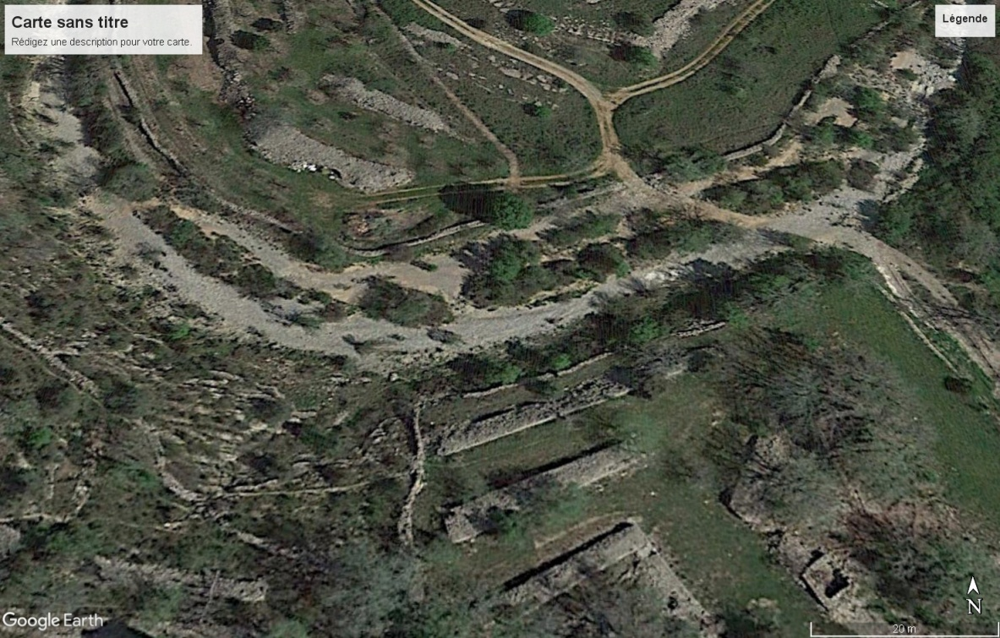 Carte sans titre
Rédigez une description pour votre carte.
Légende
N
Google Earth
20 m